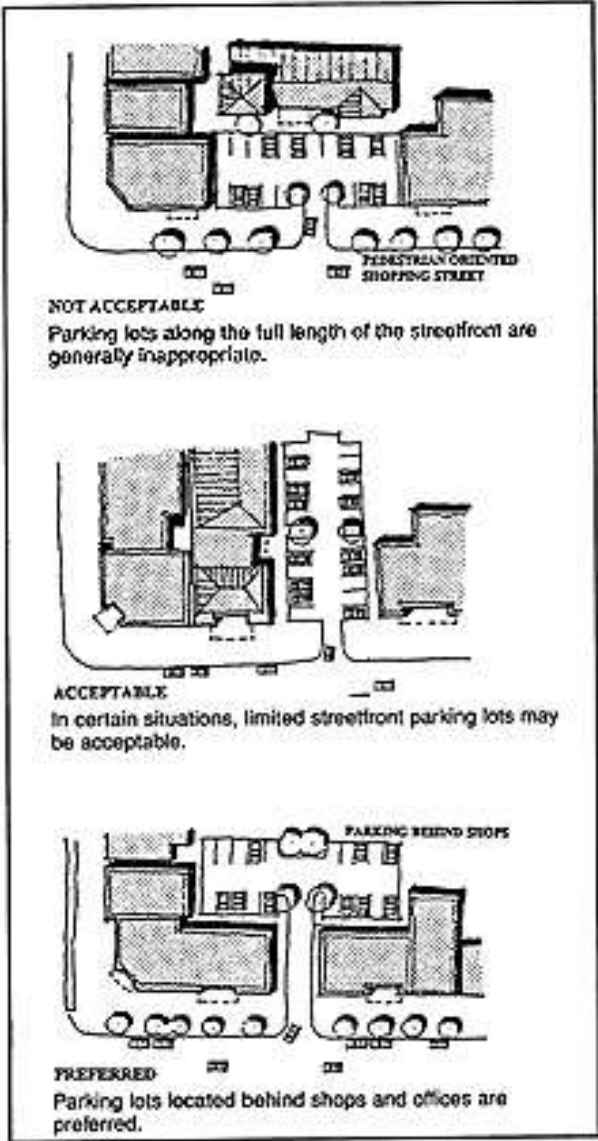 PEDESTRIAN ORIENTED
SHOPPING STREET
NOT ACCEPTABLE
Parking lots along the full length of the streetfront are
generally inappropriate.
ACCEPTABLE
In certain situations, limited streetfront parking lots may
be acceptable.
PARKING BEHIND SHOPS
PREFERRED
Parking lots located behind shops and offices are
preferred.